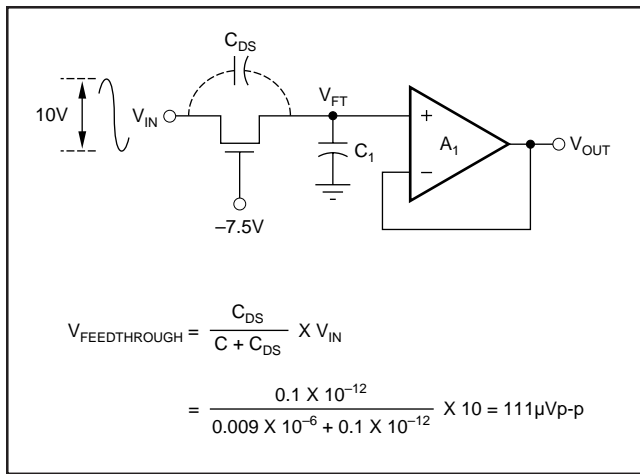 C_DS
10V
V_IN
V_FT
+
A_1
−
C_1
V_OUT
–7.5V
V_FEEDTHROUGH = C_DS / (C + C_DS) X V_IN
= 0.1 X 10^–12 / (0.009 X 10^–6 + 0.1 X 10^–12) X 10 = 111µVp-p